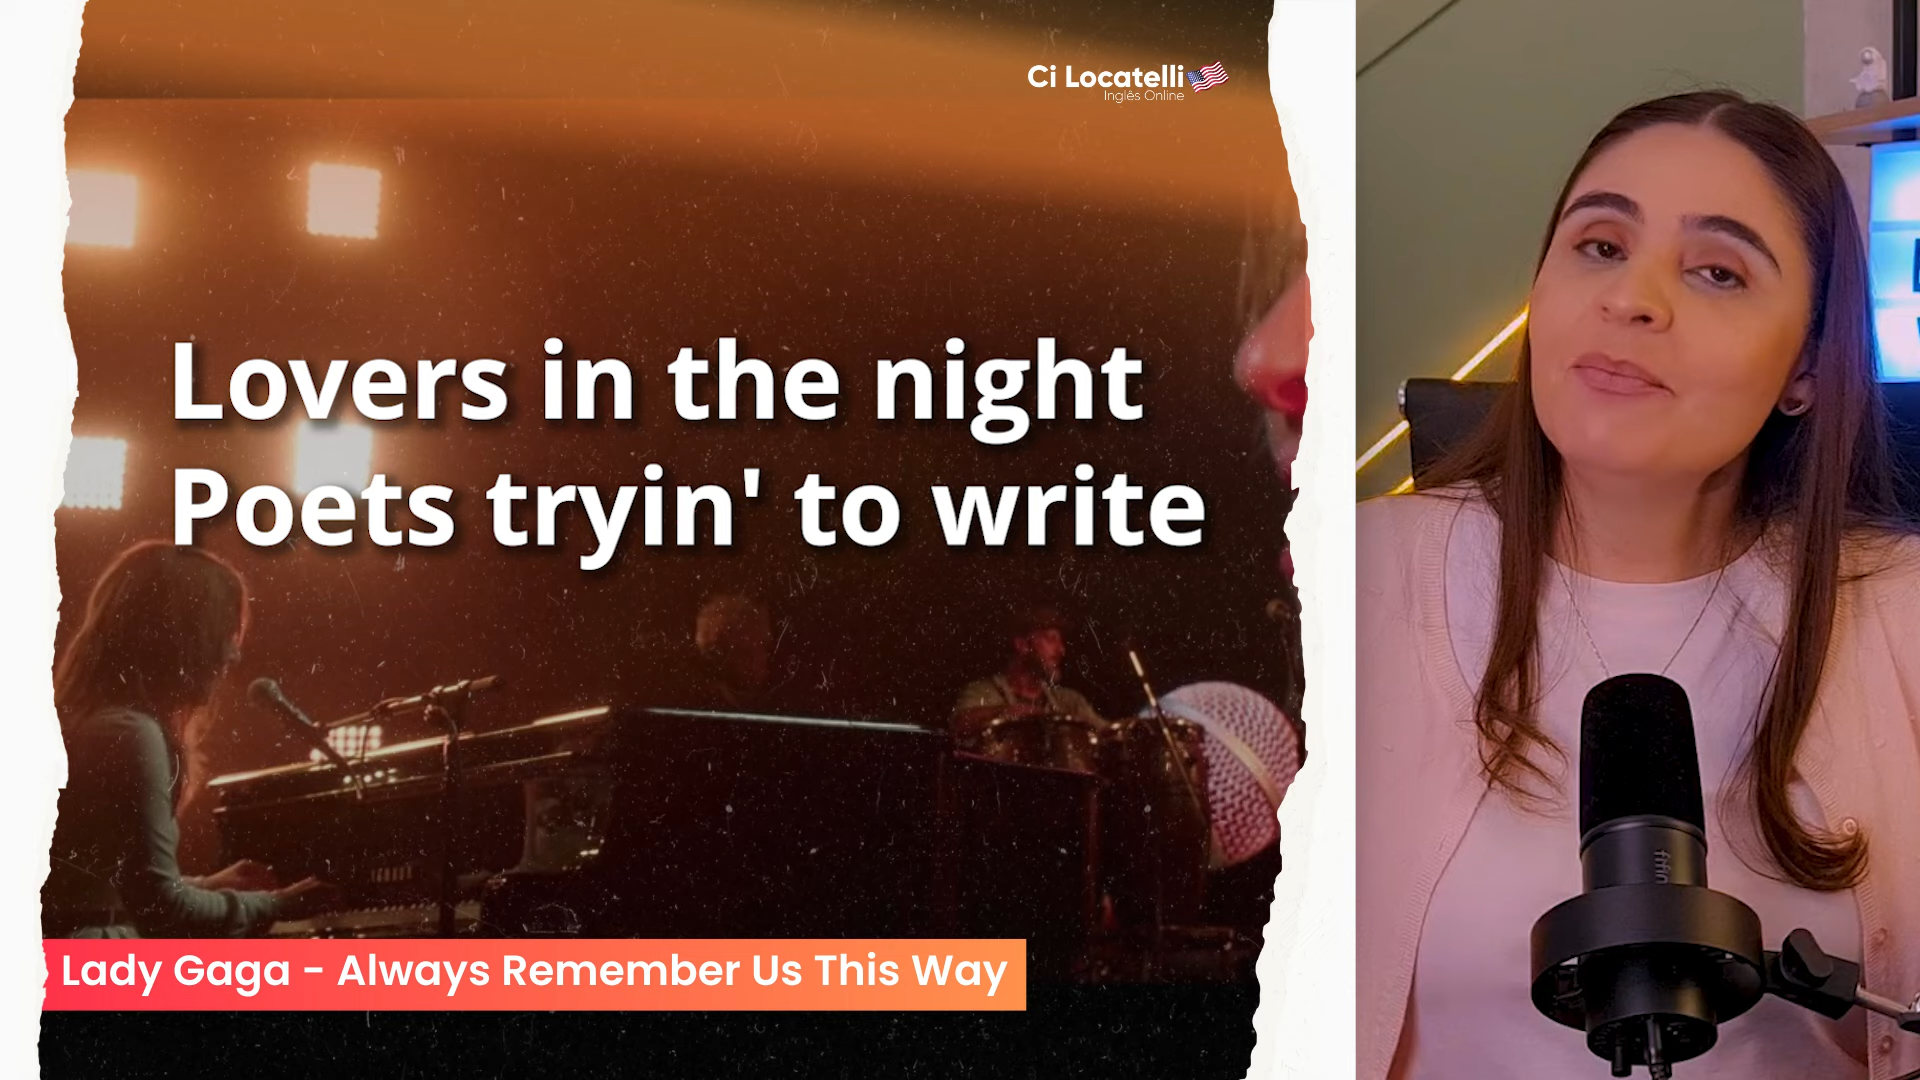 Ci Locatelli
Inglês Online
Lovers in the night
Poets tryin' to write
Lady Gaga - Always Remember Us This Way
fifin